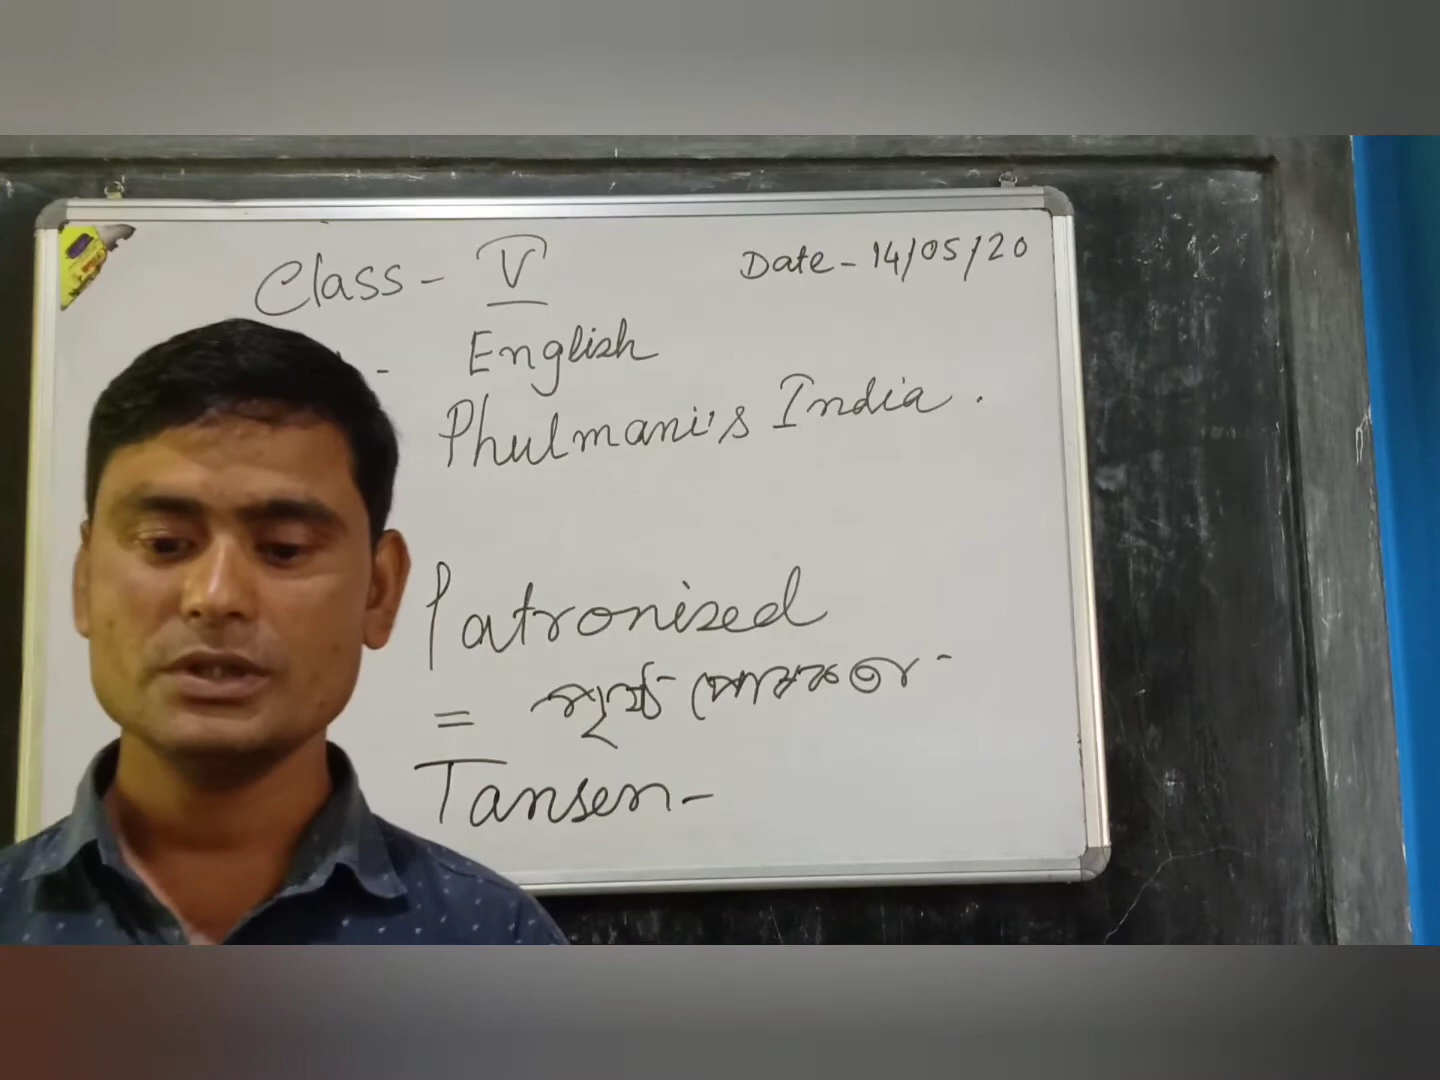 Class - V
Date - 14/05/20
- English
Phulmani's India.
Patronized
=
Tansen -